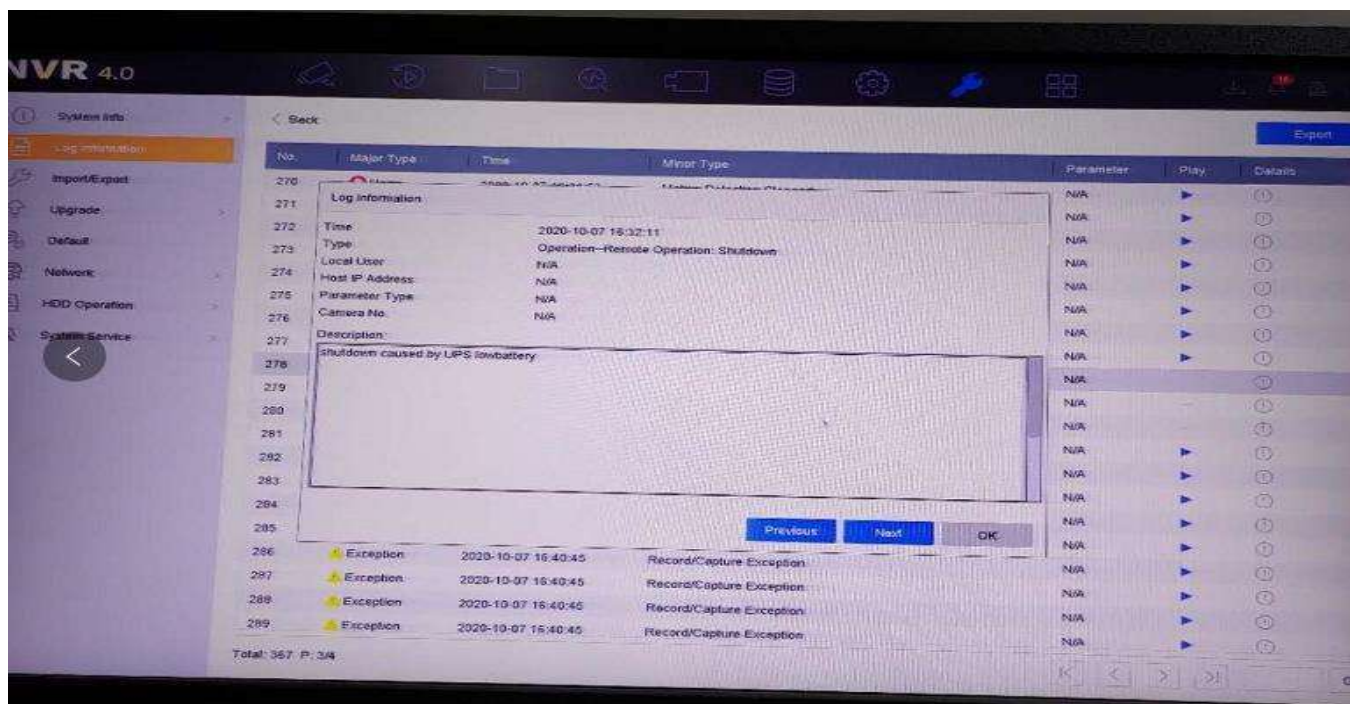 NVR 4.0
System Info
< Back
Export
Log Information
No. Major Type Time Minor Type Parameter Play Details
Import/Export
270 N/A
Log Information
271 N/A
Upgrade
272 N/A
Time 2020-10-07 16:32:11
Type Operation--Remote Operation: Shutdown
Default
273 N/A
Local User N/A
Network
274 N/A
Host IP Address N/A
275 N/A
Parameter Type N/A
HDD Operation
276 N/A
Camera No. N/A
System Service
277 N/A
Description:
shutdown caused by UPS lowbattery
278 N/A
279 N/A
280 N/A
281 N/A
282 N/A
283 N/A
284 N/A
285 N/A
Previous Next OK
286 Exception 2020-10-07 16:40:45 Record/Capture Exception N/A
287 Exception 2020-10-07 16:40:45 Record/Capture Exception N/A
288 Exception 2020-10-07 16:40:45 Record/Capture Exception N/A
289 Exception 2020-10-07 16:40:45 Record/Capture Exception N/A
Total: 367 P: 3/4